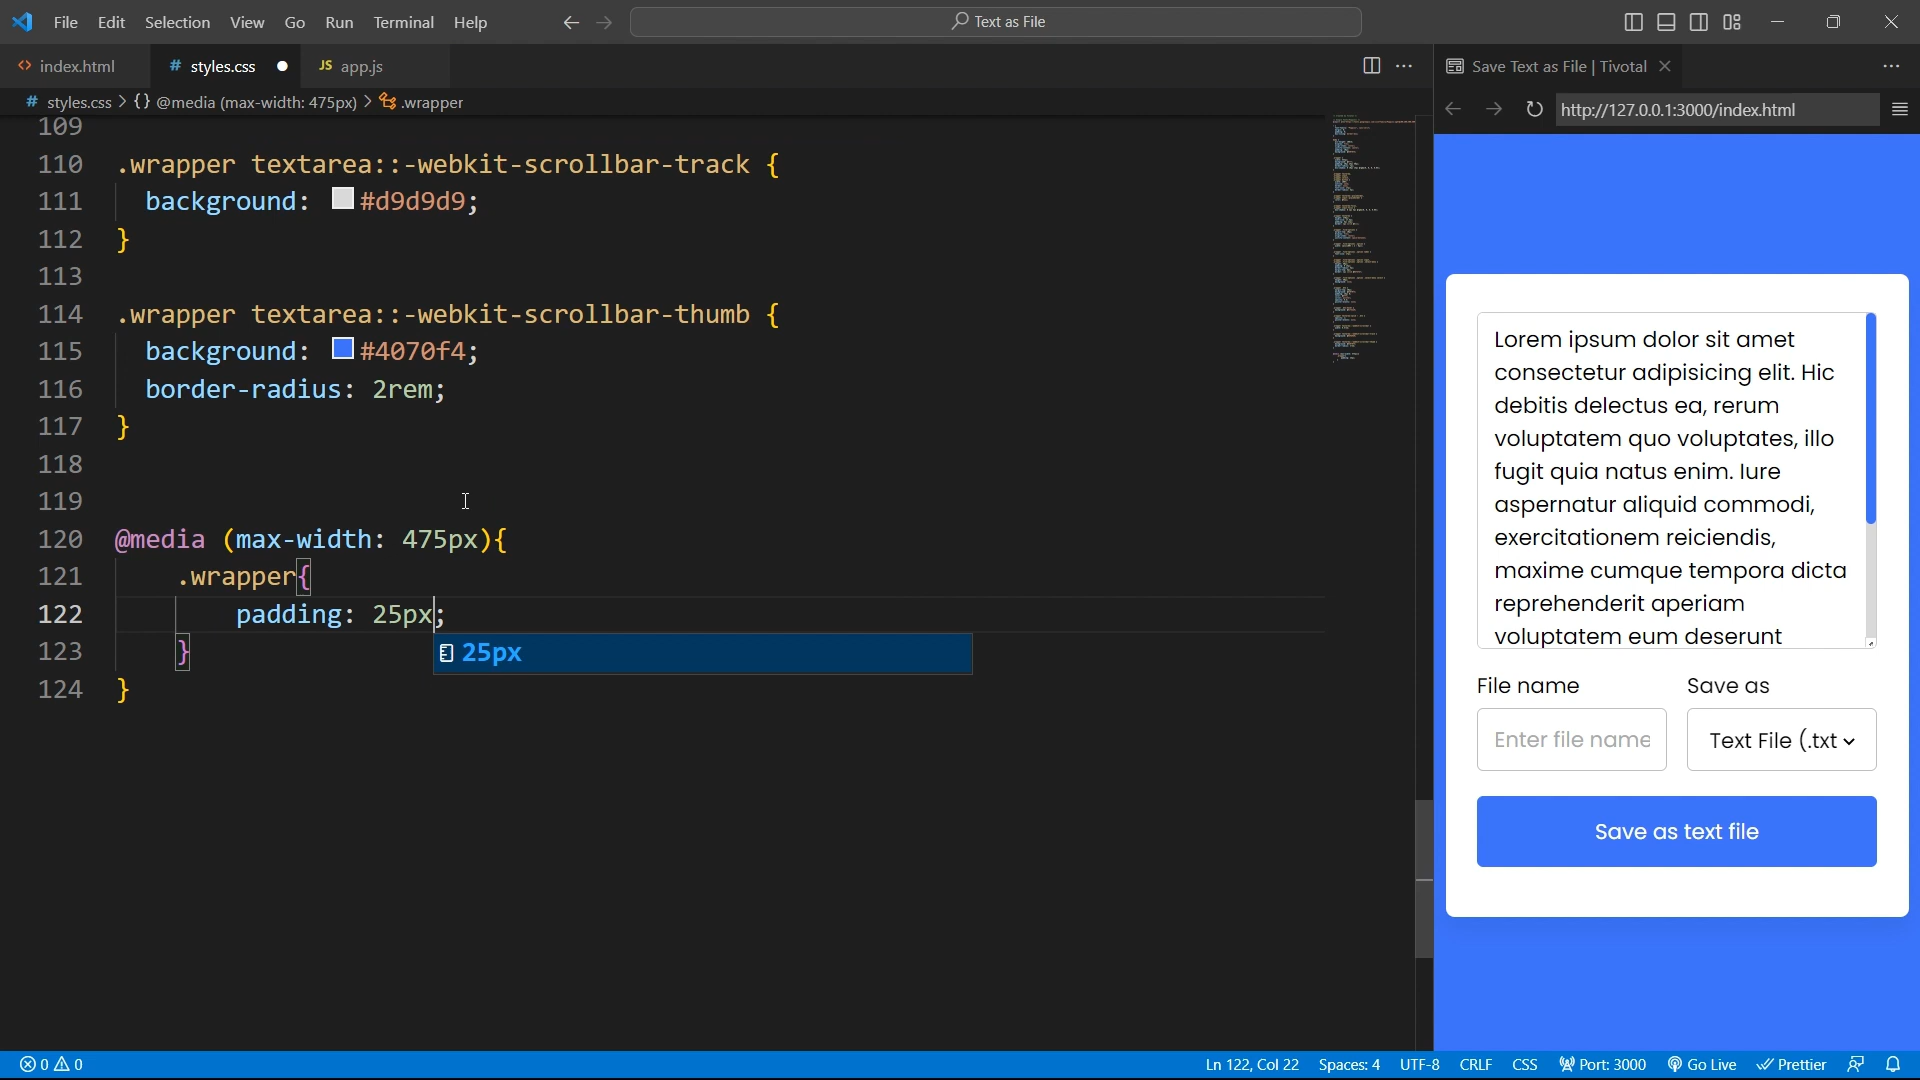 File Edit Selection View Go Run Terminal Help
Text as File
index.html
# styles.css
JS app.js
Save Text as File | Tivotal
# styles.css > {} @media (max-width: 475px) > .wrapper
http://127.0.0.1:3000/index.html
109
110 .wrapper textarea::-webkit-scrollbar-track {
111 background: #d9d9d9;
112 }
113
114 .wrapper textarea::-webkit-scrollbar-thumb {
115 background: #4070f4;
116 border-radius: 2rem;
117 }
118
119
120 @media (max-width: 475px){
121 .wrapper{
122 padding: 25px;
123 }
25px
124 }
Lorem ipsum dolor sit amet
consectetur adipisicing elit. Hic
debitis delectus ea, rerum
voluptatem quo voluptates, illo
fugit quia natus enim. Iure
aspernatur aliquid commodi,
exercitationem reiciendis,
maxime cumque tempora dicta
reprehenderit aperiam
voluptatem eum deserunt
File name
Save as
Enter file name
Text File (.txt
Save as text file
0 0
Ln 122, Col 22 Spaces: 4 UTF-8 CRLF CSS Port: 3000 Go Live Prettier